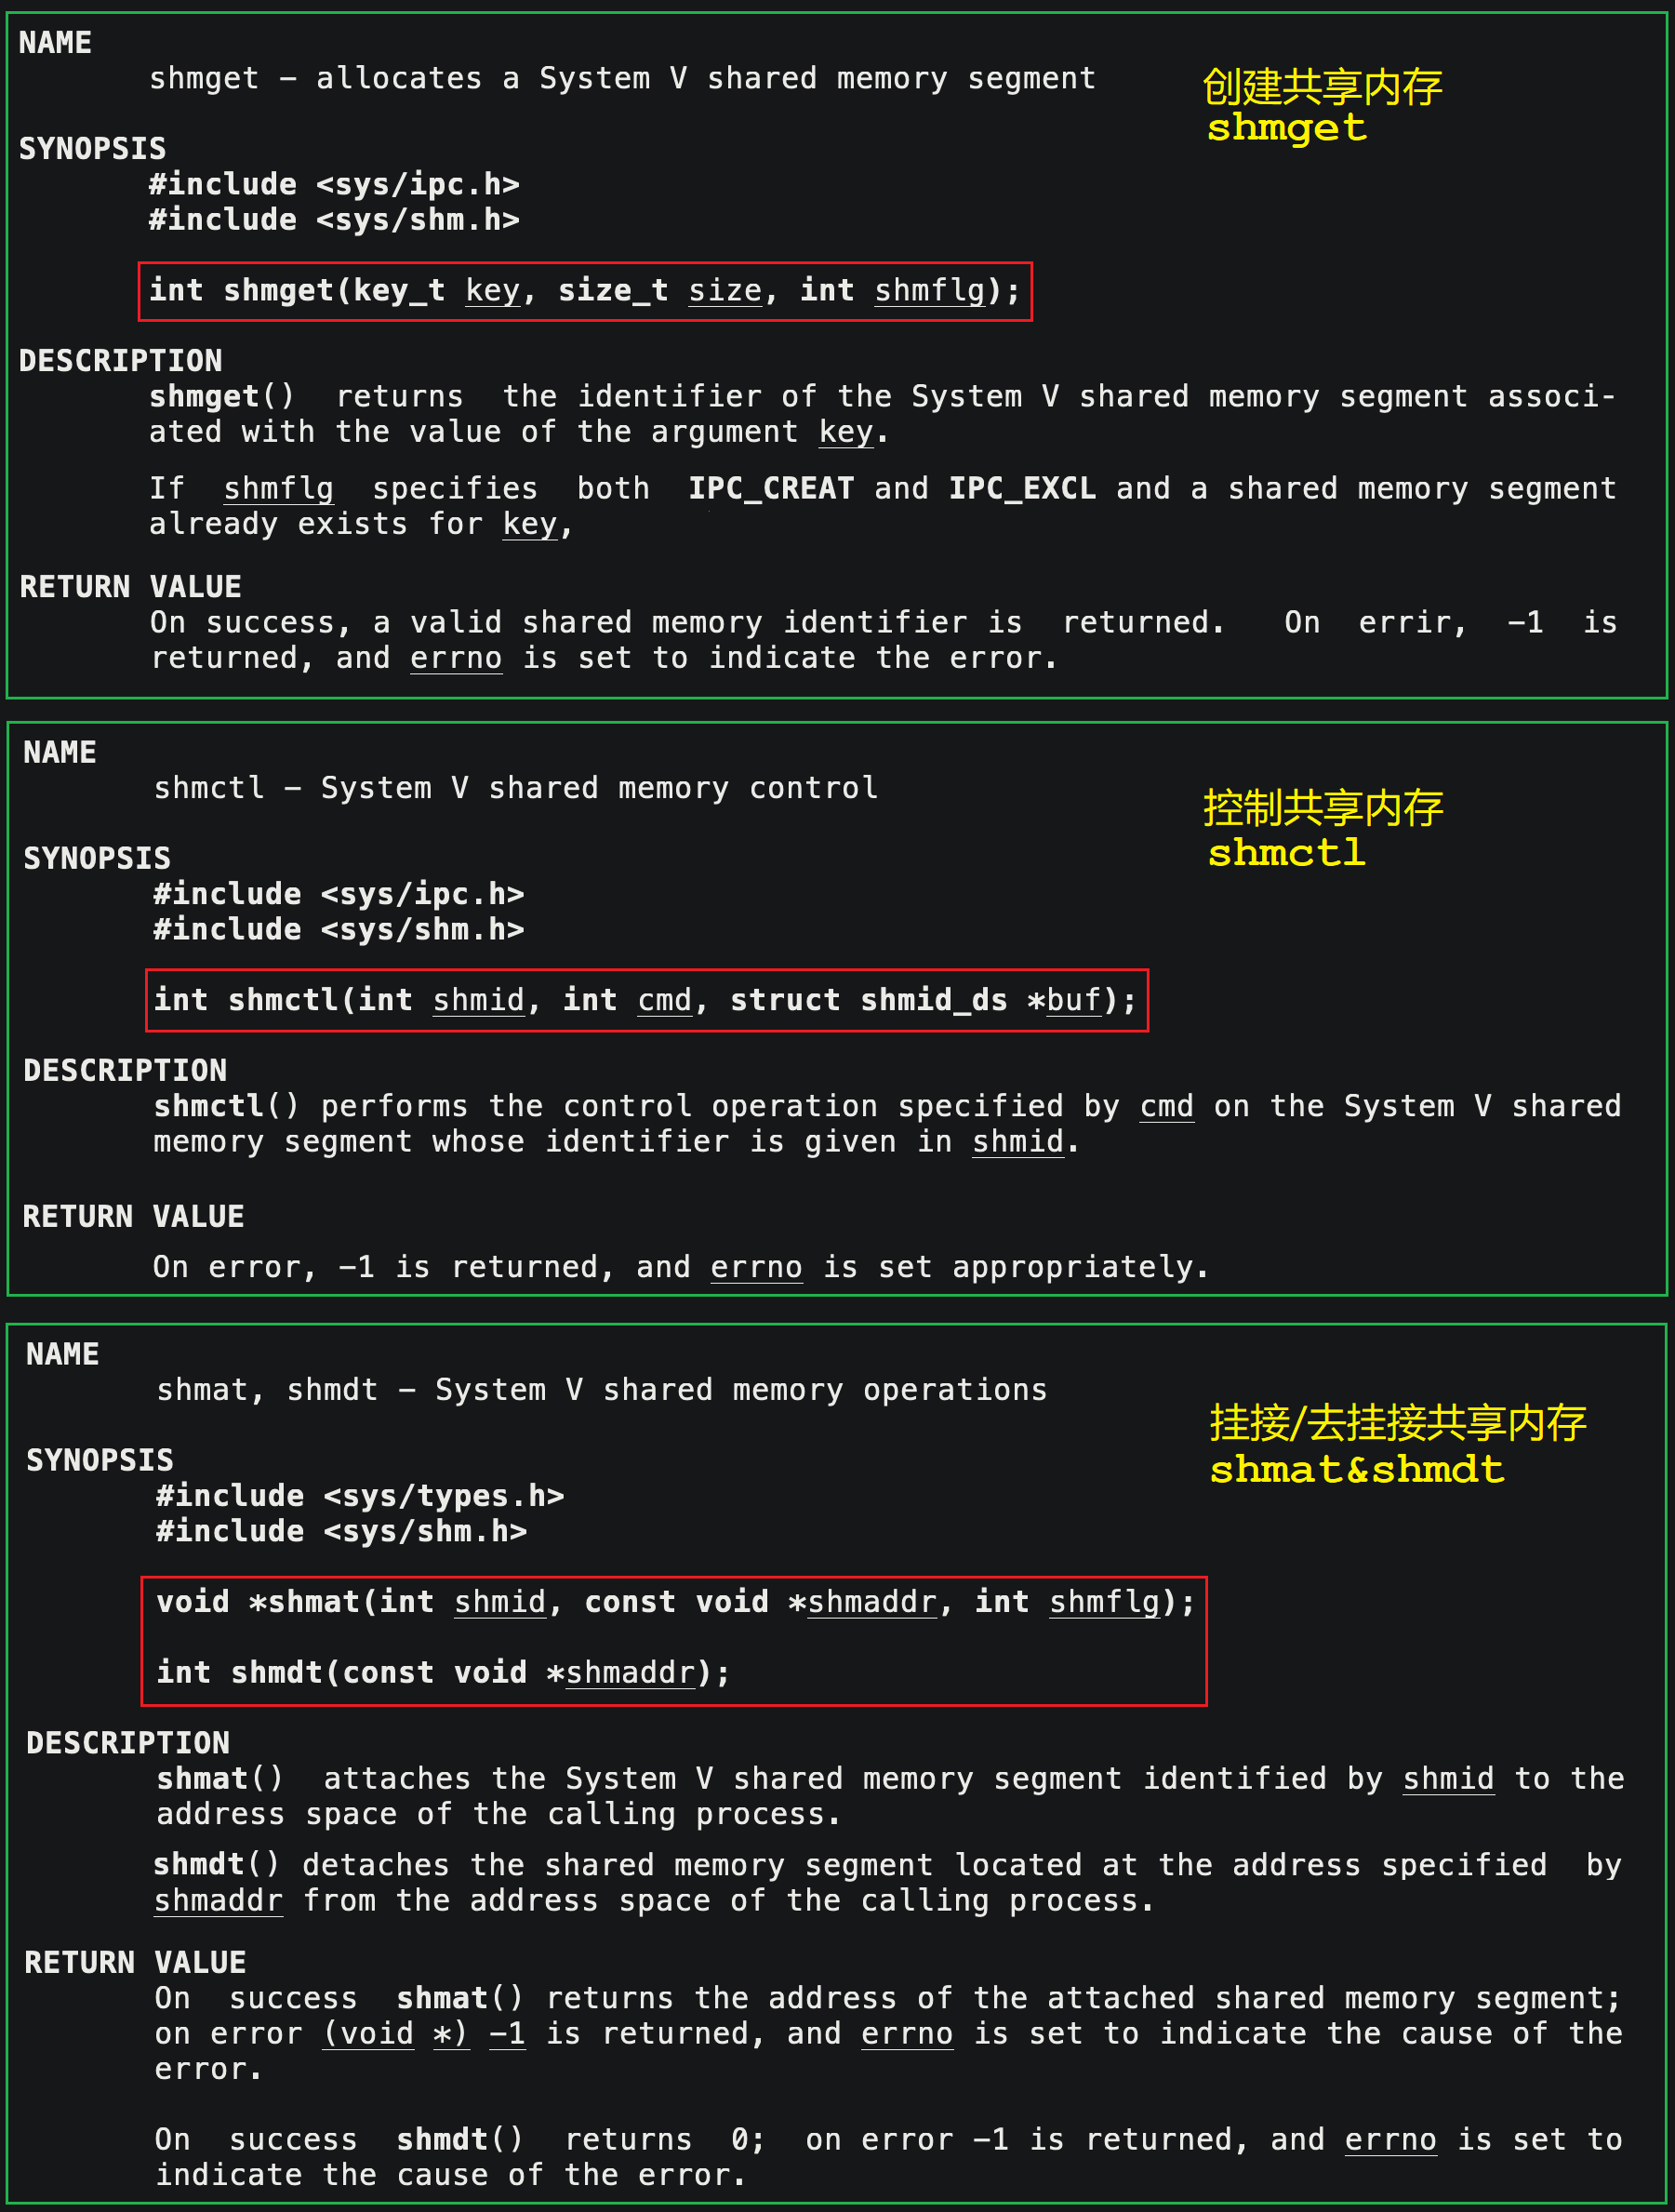 NAME
shmget - allocates a System V shared memory segment
创建共享内存
shmget
SYNOPSIS
#include <sys/ipc.h>
#include <sys/shm.h>
int shmget(key_t key, size_t size, int shmflg);
DESCRIPTION
shmget() returns the identifier of the System V shared memory segment associ-
ated with the value of the argument key.
If shmflg specifies both IPC_CREAT and IPC_EXCL and a shared memory segment
already exists for key,
RETURN VALUE
On success, a valid shared memory identifier is returned. On errir, -1 is
returned, and errno is set to indicate the error.
NAME
shmctl - System V shared memory control
控制共享内存
shmctl
SYNOPSIS
#include <sys/ipc.h>
#include <sys/shm.h>
int shmctl(int shmid, int cmd, struct shmid_ds *buf);
DESCRIPTION
shmctl() performs the control operation specified by cmd on the System V shared
memory segment whose identifier is given in shmid.
RETURN VALUE
On error, -1 is returned, and errno is set appropriately.
NAME
shmat, shmdt - System V shared memory operations
挂接/去挂接共享内存
shmat&shmdt
SYNOPSIS
#include <sys/types.h>
#include <sys/shm.h>
void *shmat(int shmid, const void *shmaddr, int shmflg);
int shmdt(const void *shmaddr);
DESCRIPTION
shmat() attaches the System V shared memory segment identified by shmid to the
address space of the calling process.
shmdt() detaches the shared memory segment located at the address specified by
shmaddr from the address space of the calling process.
RETURN VALUE
On success shmat() returns the address of the attached shared memory segment;
on error (void *) -1 is returned, and errno is set to indicate the cause of the
error.
On success shmdt() returns 0; on error -1 is returned, and errno is set to
indicate the cause of the error.